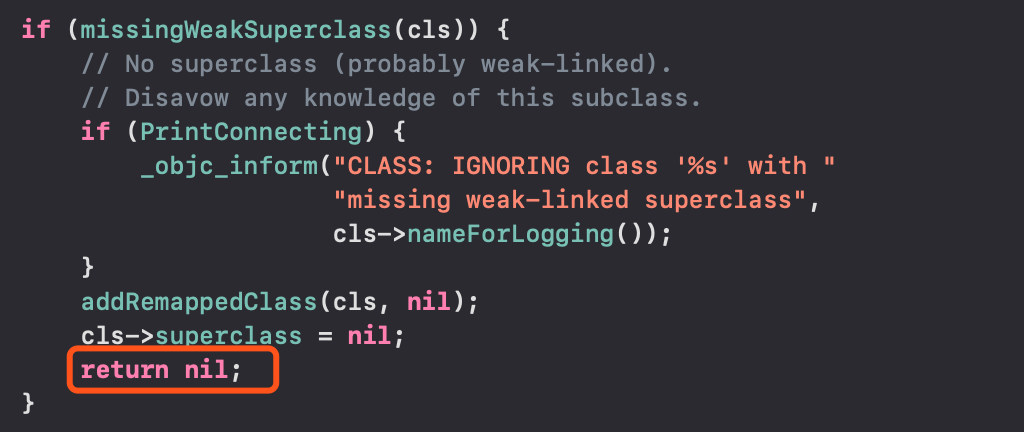 if (missingWeakSuperclass(cls)) {
    // No superclass (probably weak-linked).
    // Disavow any knowledge of this subclass.
    if (PrintConnecting) {
        _objc_inform("CLASS: IGNORING class '%s' with "
                     "missing weak-linked superclass",
                     cls->nameForLogging());
    }
    addRemappedClass(cls, nil);
    cls->superclass = nil;
    return nil;
}